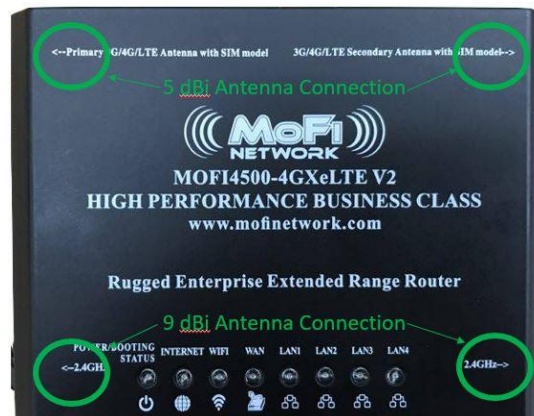 <--Primary 3G/4G/LTE Antenna with SIM model 3G/4G/LTE Secondary Antenna with SIM model-->
5 dBi Antenna Connection
MoFi
NETWORK
MOFI4500-4GXeLTE V2
HIGH PERFORMANCE BUSINESS CLASS
www.mofinetwork.com
Rugged Enterprise Extended Range Router
9 dBi Antenna Connection
POWER/BOOTING
STATUS INTERNET WIFI WAN LAN1 LAN2 LAN3 LAN4
<--2.4GHz 2.4GHz-->